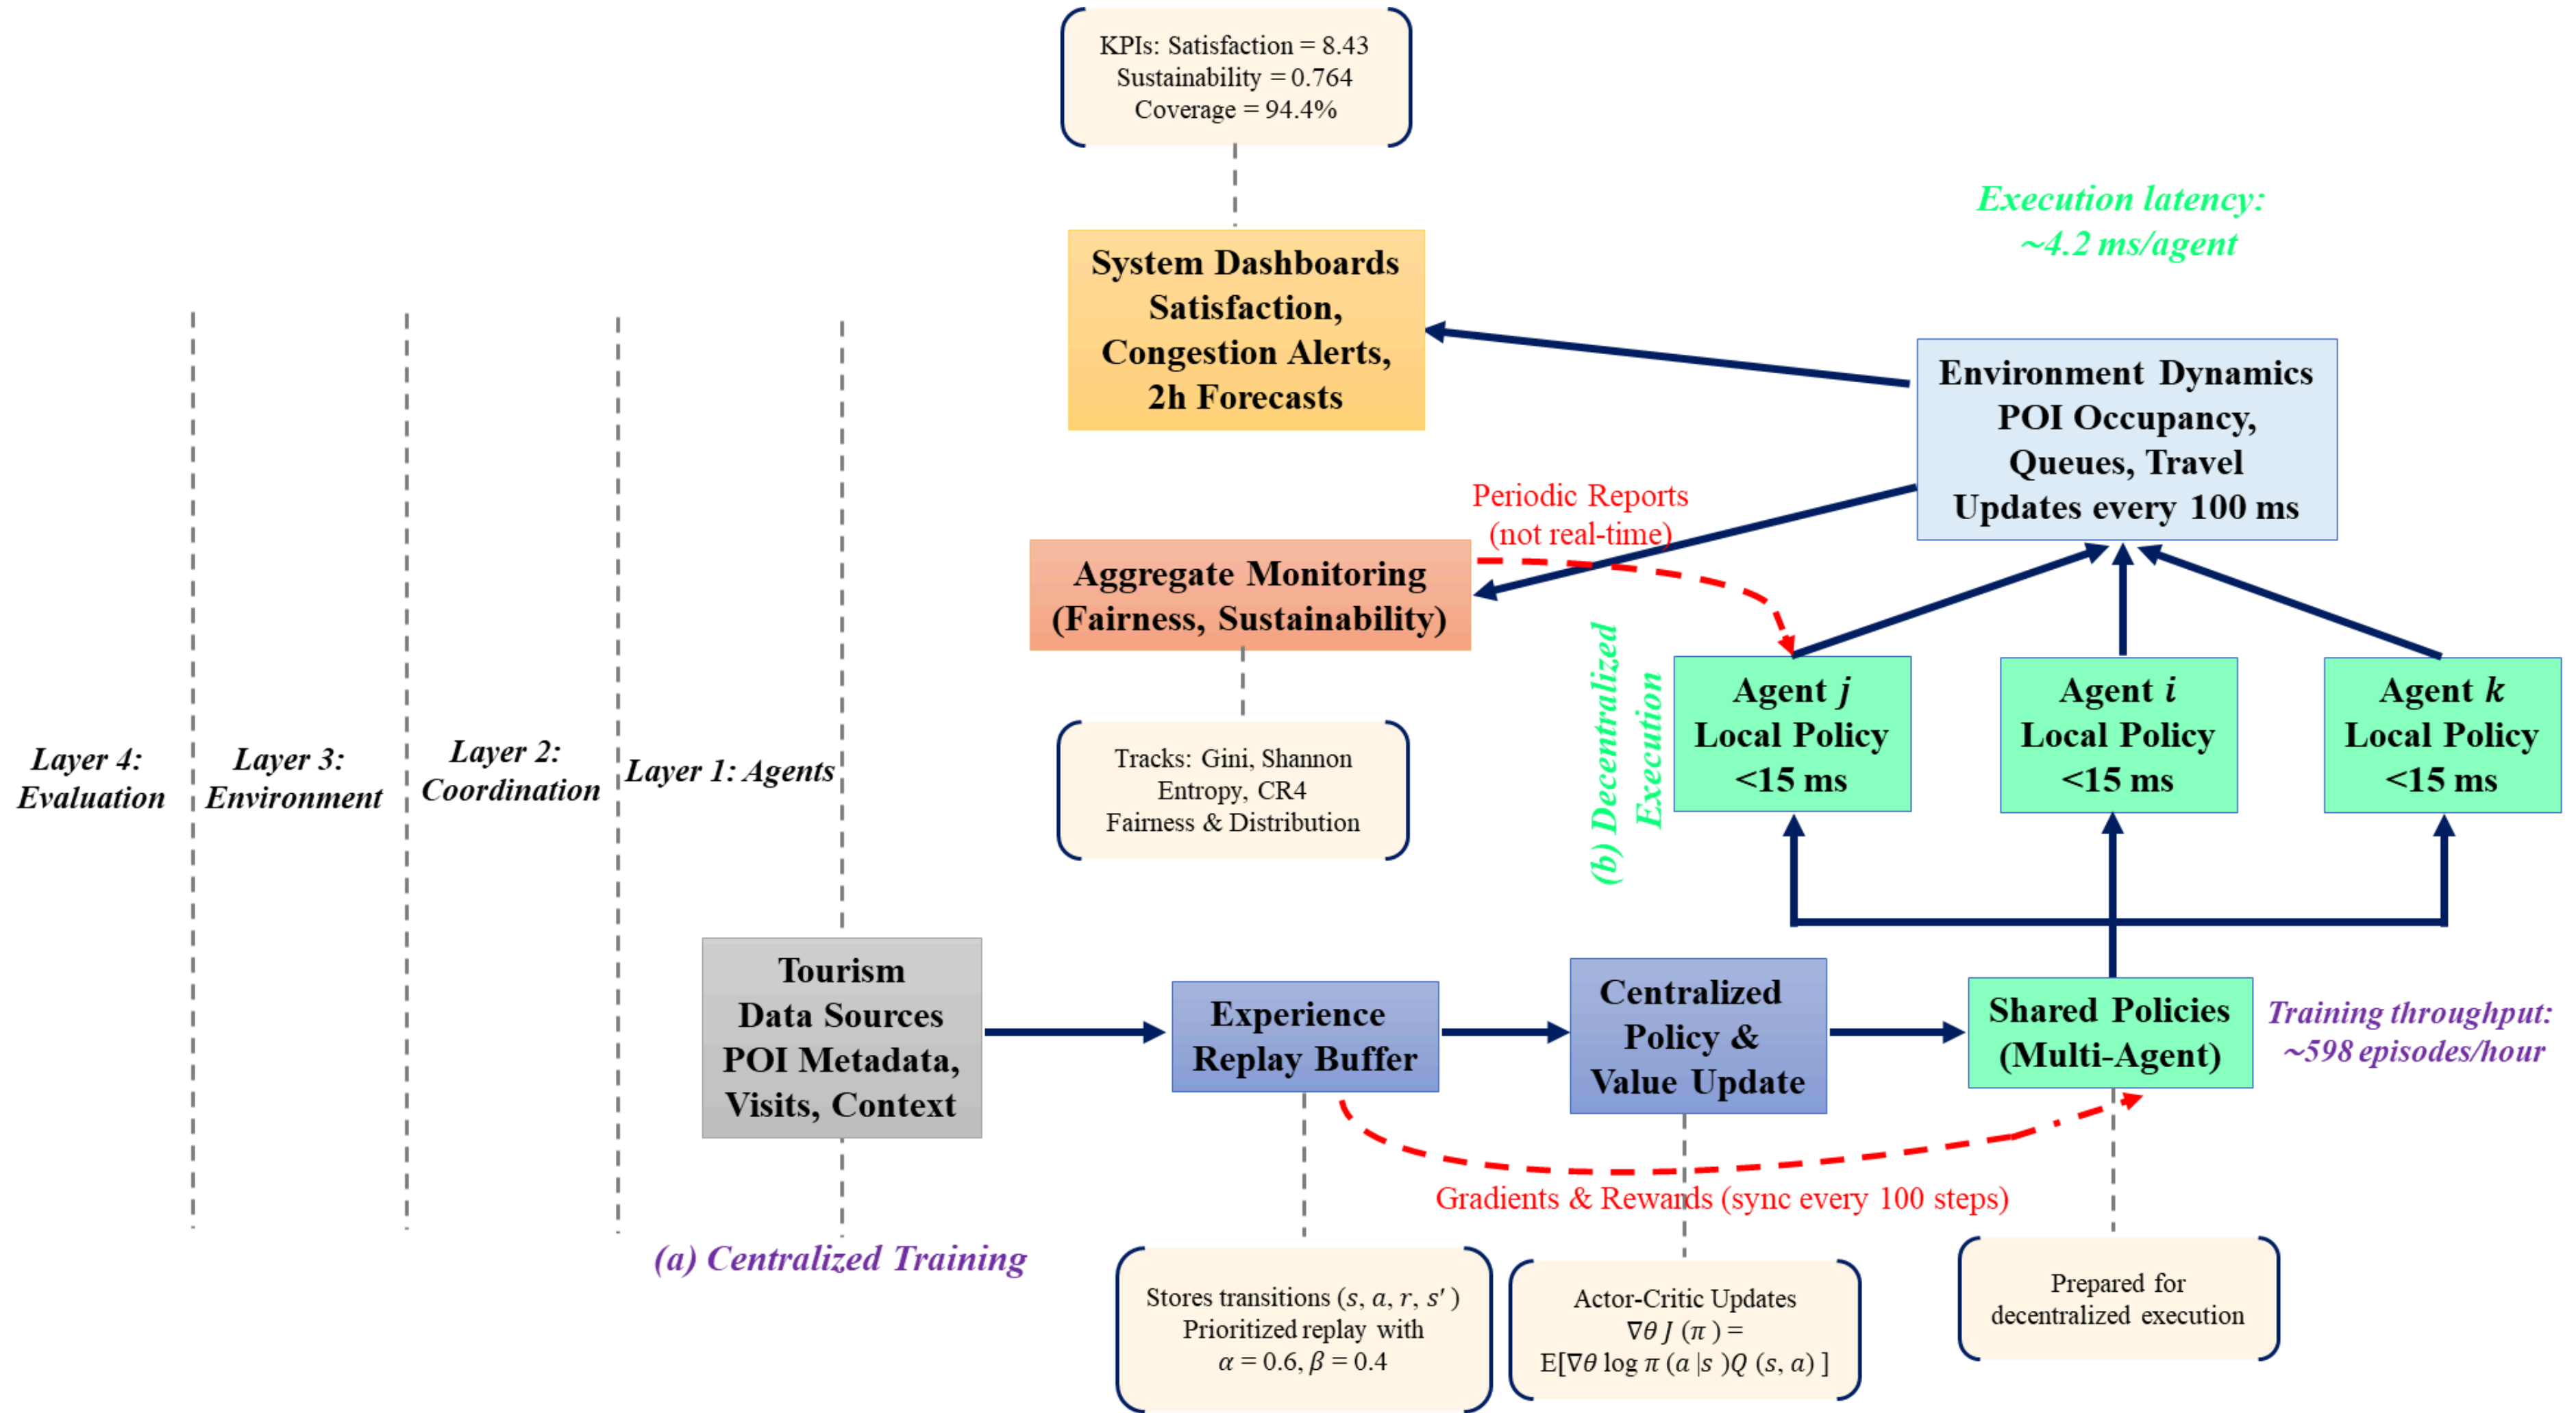 KPIs: Satisfaction = 8.43
Sustainability = 0.764
Coverage = 94.4%
Execution latency:
~4.2 ms/agent
System Dashboards
Satisfaction,
Congestion Alerts,
2h Forecasts
Environment Dynamics
POI Occupancy,
Queues, Travel
Updates every 100 ms
Periodic Reports
(not real-time)
Aggregate Monitoring
(Fairness, Sustainability)
Tracks: Gini, Shannon
Entropy, CR4
Fairness & Distribution
(b) Decentralized
Execution
Agent j
Local Policy
<15 ms
Agent i
Local Policy
<15 ms
Agent k
Local Policy
<15 ms
Layer 4:
Evaluation
Layer 3:
Environment
Layer 2:
Coordination
Layer 1: Agents
Tourism
Data Sources
POI Metadata,
Visits, Context
Experience
Replay Buffer
Centralized
Policy &
Value Update
Shared Policies
(Multi-Agent)
Training throughput:
~598 episodes/hour
Gradients & Rewards (sync every 100 steps)
(a) Centralized Training
Stores transitions (s, a, r, s′ )
Prioritized replay with
α = 0.6, β = 0.4
Actor-Critic Updates
∇θ J (π ) =
E[∇θ log π (a |s )Q (s, a) ]
Prepared for
decentralized execution